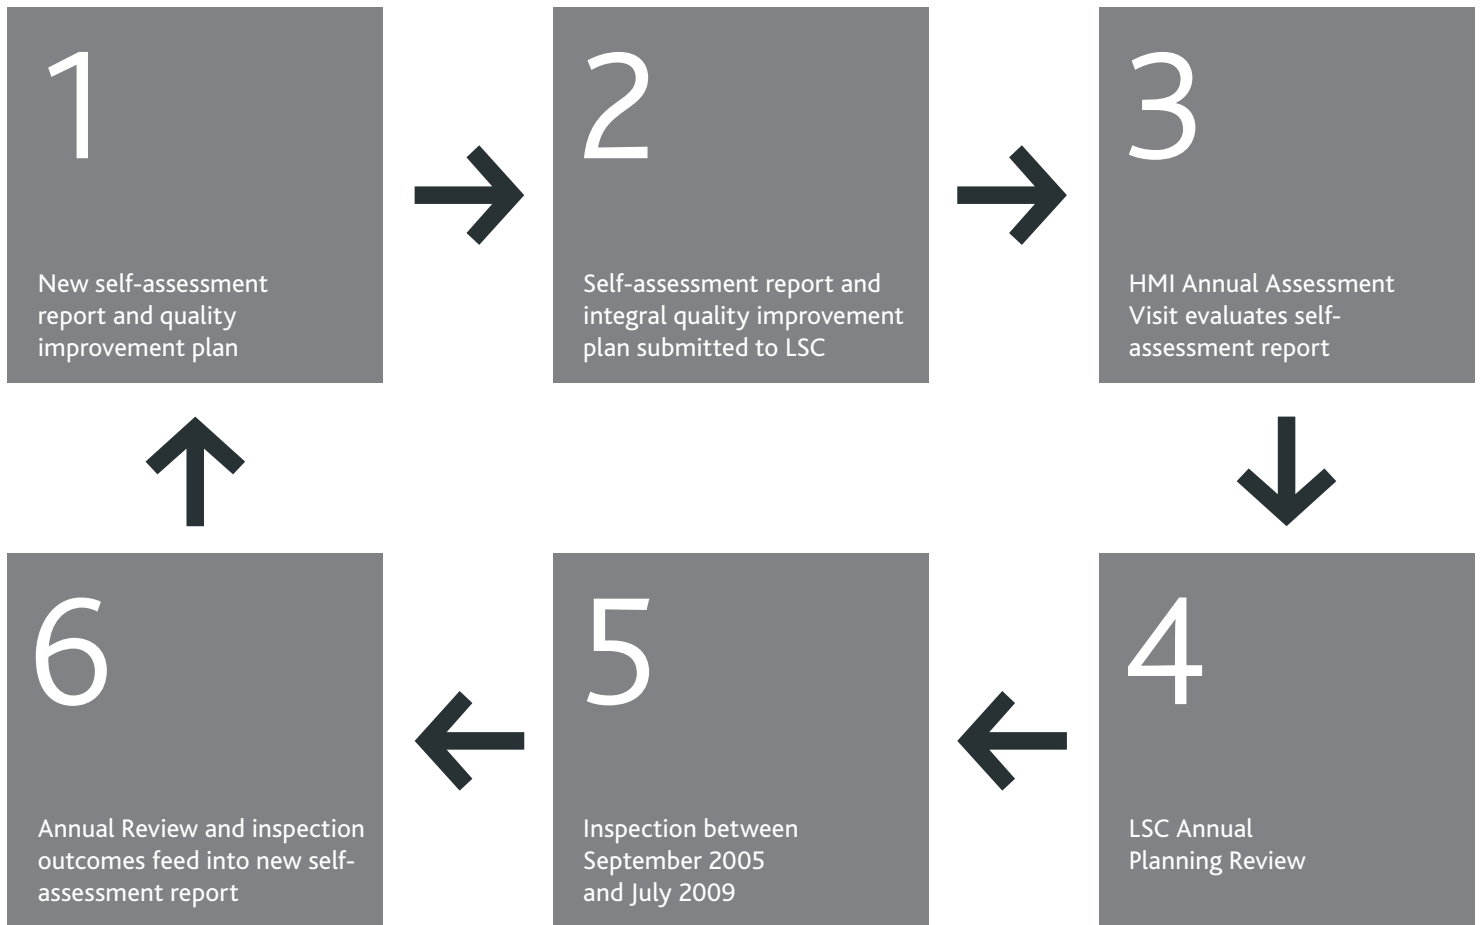 1
New self-assessment
report and quality
improvement plan
2
Self-assessment report and
integral quality improvement
plan submitted to LSC
3
HMI Annual Assessment
Visit evaluates self-
assessment report
4
LSC Annual
Planning Review
5
Inspection between
September 2005
and July 2009
6
Annual Review and inspection
outcomes feed into new self-
assessment report